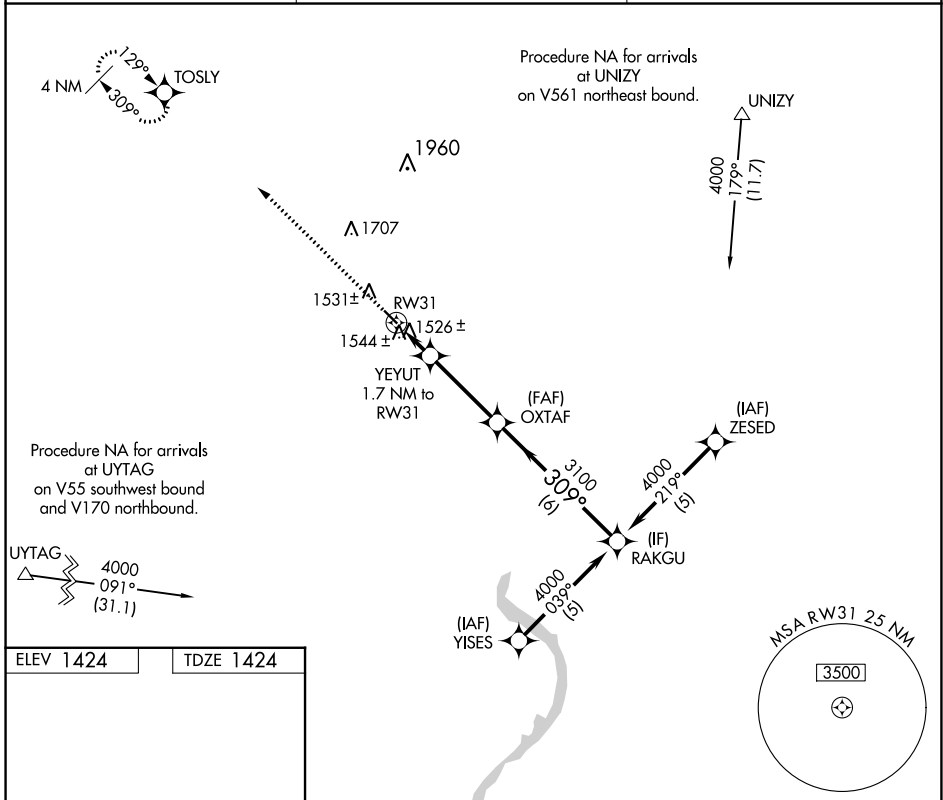 129°
TOSLY
4 NM
309°
Procedure NA for arrivals
at UNIZY
on V561 northeast bound.
UNIZY
4000
179°
(11.7)
1960
1707
1531±
RW31
1544 ±
1526 ±
YEYUT
1.7 NM to
RW31
(FAF)
OXTAF
(IAF)
ZESED
3100
309°
(6)
4000
219°
(5)
(IF)
RAKGU
Procedure NA for arrivals
at UYTAG
on V55 southwest bound
and V170 northbound.
UYTAG
4000
091°
(31.1)
4000
039°
(5)
(IAF)
YISES
MSA RW31 25 NM
3500
ELEV 1424
TDZE 1424